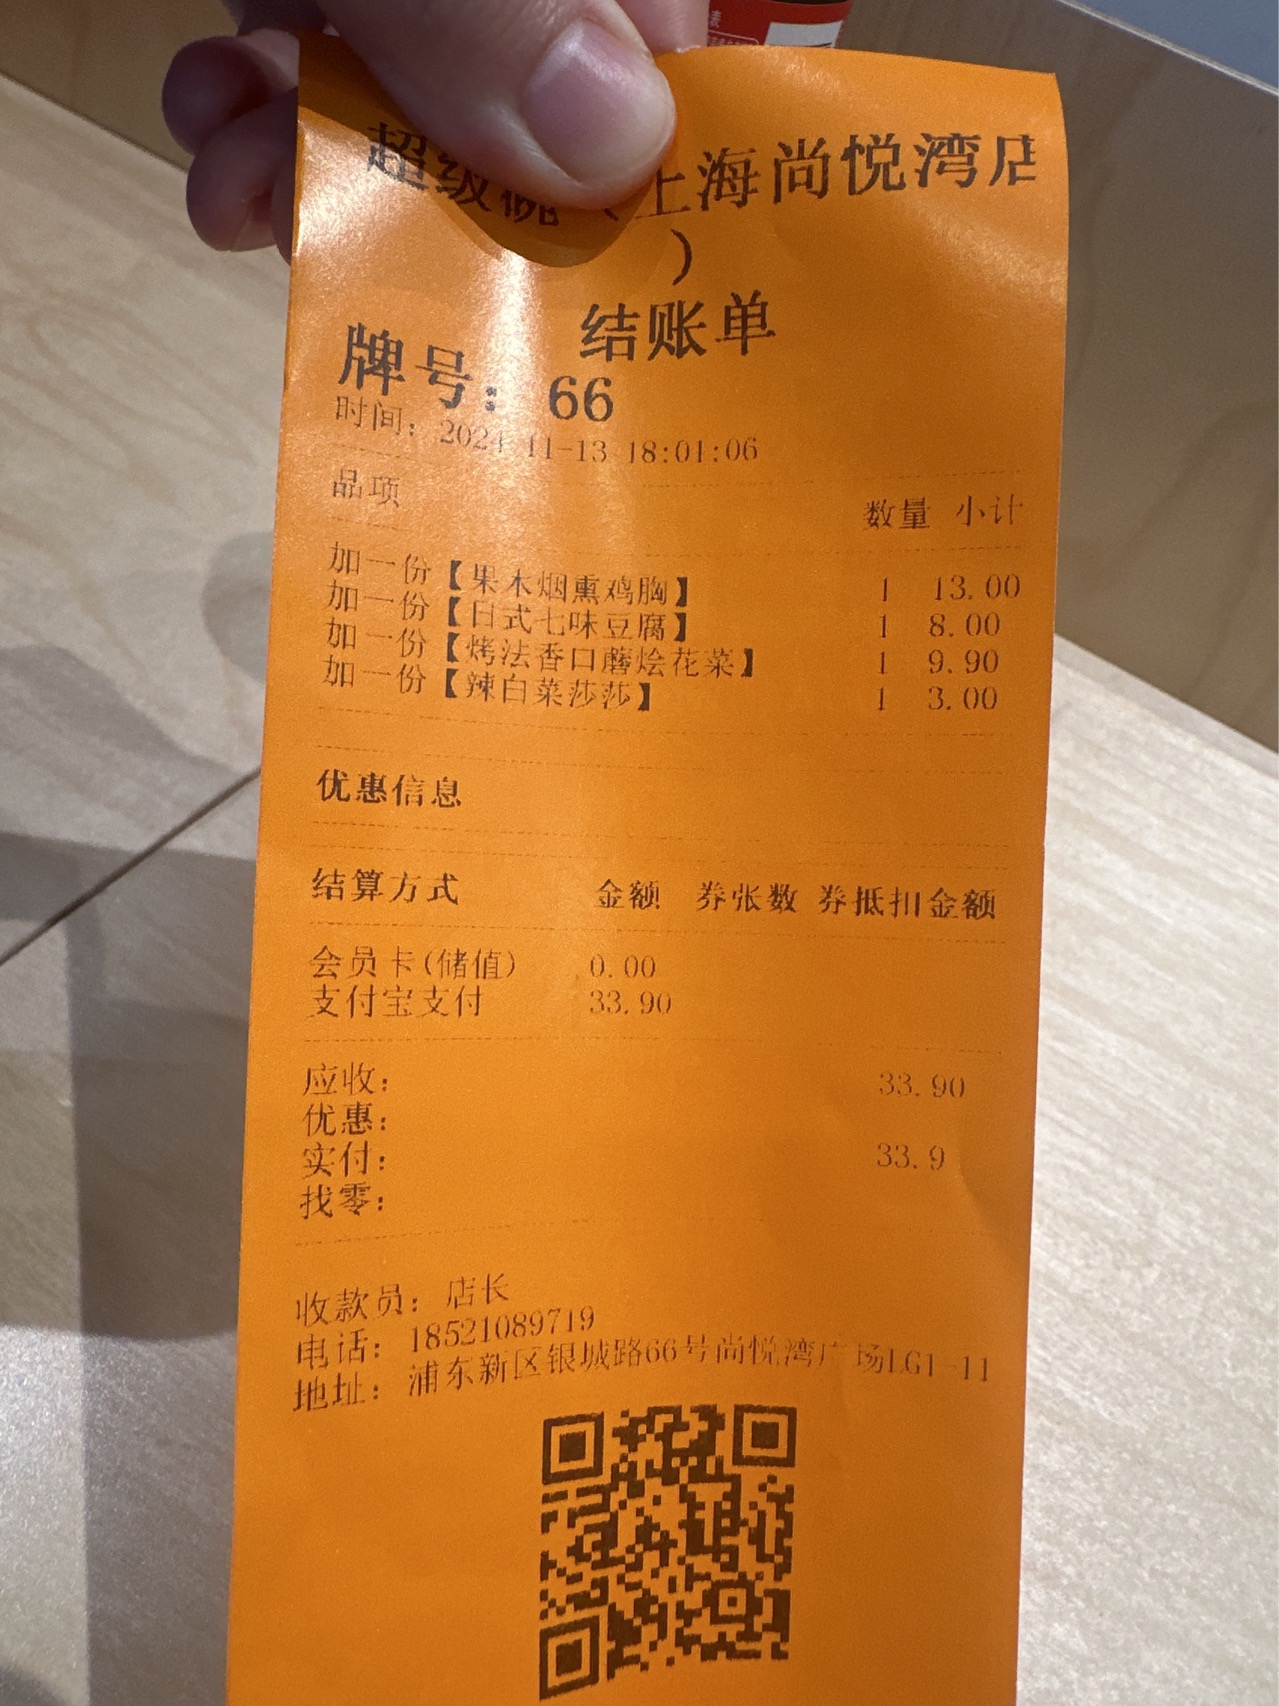 超级碗（上海尚悦湾店
）
结账单
牌号： 66
时间： 2024-11-13 18:01:06
品项 数量 小计
加一份【果木烟熏鸡胸】 1 13.00
加一份【日式七味豆腐】 1 8.00
加一份【烤法香口蘑烩花菜】 1 9.90
加一份【辣白菜莎莎】 1 3.00
优惠信息
结算方式 金额 券张数 券抵扣金额
会员卡(储值) 0.00
支付宝支付 33.90
应收： 33.90
优惠：
实付： 33.9
找零：
收款员： 店长
电话： 18521089719
地址： 浦东新区银城路66号尚悦湾广场LG1-11